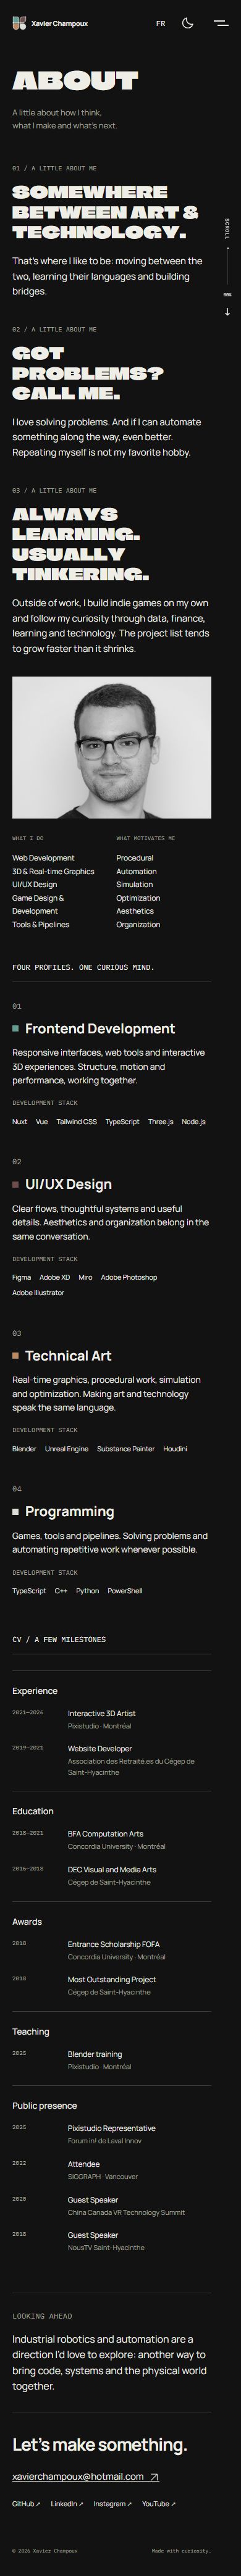 Xavier Champoux
FR
ABOUT
A little about how I think,
what I make and what's next.
SCROLL
01 / A LITTLE ABOUT ME
SOMEWHERE
BETWEEN ART &
TECHNOLOGY.
That's where I like to be: moving between the
two, learning their languages and building
bridges.
02 / A LITTLE ABOUT ME
GOT
PROBLEMS?
CALL ME.
I love solving problems. And if I can automate
something along the way, even better.
Repeating myself is not my favorite hobby.
03 / A LITTLE ABOUT ME
ALWAYS
LEARNING.
USUALLY
TINKERING.
Outside of work, I build indie games on my own
and follow my curiosity through data, finance,
learning and technology. The project list tends
to grow faster than it shrinks.
WHAT I DO
Web Development
3D & Real-time Graphics
UI/UX Design
Game Design &
Development
Tools & Pipelines
WHAT MOTIVATES ME
Procedural
Automation
Simulation
Optimization
Aesthetics
Organization
FOUR PROFILES. ONE CURIOUS MIND.
01
Frontend Development
Responsive interfaces, web tools and interactive
3D experiences. Structure, motion and
performance, working together.
DEVELOPMENT STACK
Nuxt Vue Tailwind CSS TypeScript Three.js Node.js
02
UI/UX Design
Clear flows, thoughtful systems and useful
details. Aesthetics and organization belong in the
same conversation.
DEVELOPMENT STACK
Figma Adobe XD Miro Adobe Photoshop
Adobe Illustrator
03
Technical Art
Real-time graphics, procedural work, simulation
and optimization. Making art and technology
speak the same language.
DEVELOPMENT STACK
Blender Unreal Engine Substance Painter Houdini
04
Programming
Games, tools and pipelines. Solving problems and
automating repetitive work whenever possible.
DEVELOPMENT STACK
TypeScript C++ Python PowerShell
CV / A FEW MILESTONES
Experience
2021—2026 Interactive 3D Artist
Pixistudio · Montréal
2019—2021 Website Developer
Association des Retraité.es du Cégep de
Saint-Hyacinthe
Education
2018—2021 BFA Computation Arts
Concordia University · Montréal
2016—2018 DEC Visual and Media Arts
Cégep de Saint-Hyacinthe
Awards
2018 Entrance Scholarship FOFA
Concordia University · Montréal
2018 Most Outstanding Project
Cégep de Saint-Hyacinthe
Teaching
2025 Blender training
Pixistudio · Montréal
Public presence
2025 Pixistudio Representative
Forum in! de Laval Innov
2022 Attendee
SIGGRAPH · Vancouver
2020 Guest Speaker
China Canada VR Technology Summit
2018 Guest Speaker
NousTV Saint-Hyacinthe
LOOKING AHEAD
Industrial robotics and automation are a
direction I'd love to explore: another way to
bring code, systems and the physical world
together.
Let's make something.
xavierchampoux@hotmail.com ↗
GitHub ↗ LinkedIn ↗ Instagram ↗ YouTube ↗
© 2026 Xavier Champoux Made with curiosity.